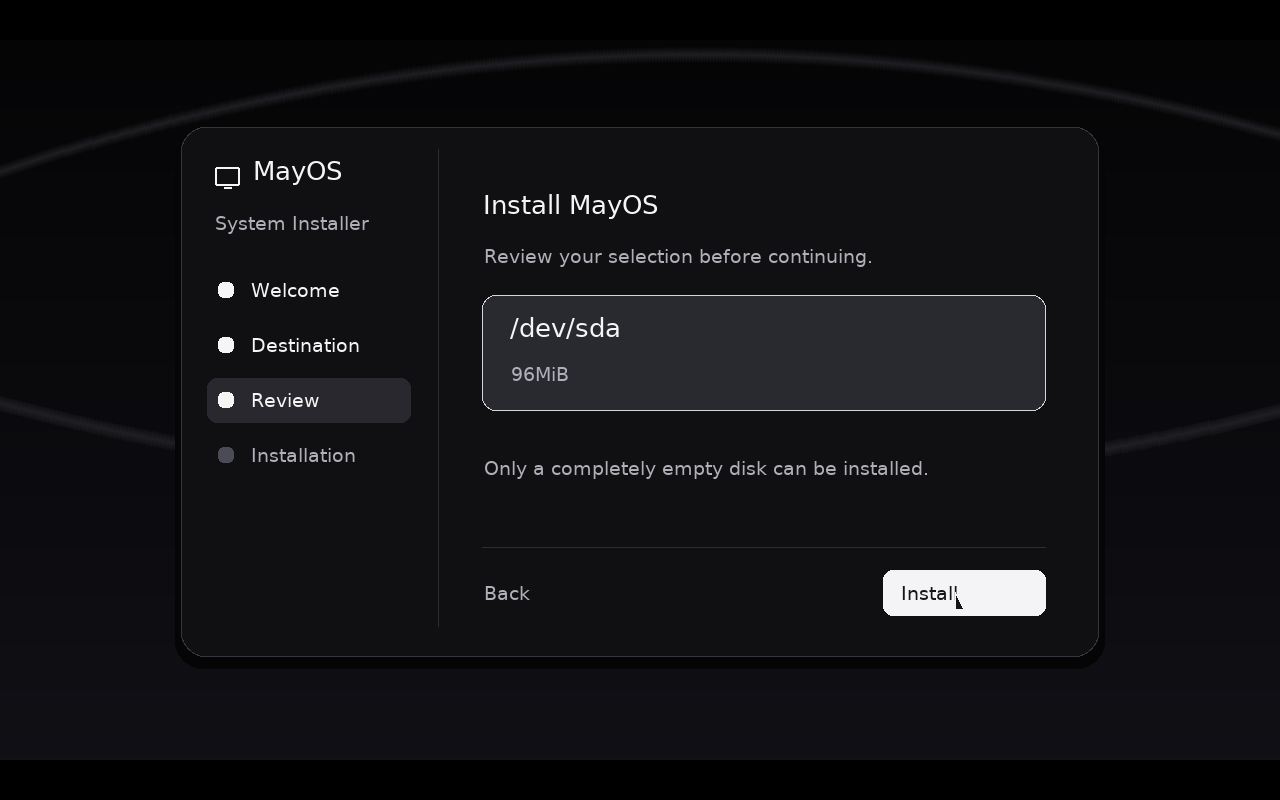 MayOS
System Installer
Welcome
Destination
Review
Installation
Install MayOS
Review your selection before continuing.
/dev/sda
96MiB
Only a completely empty disk can be installed.
Back
Install